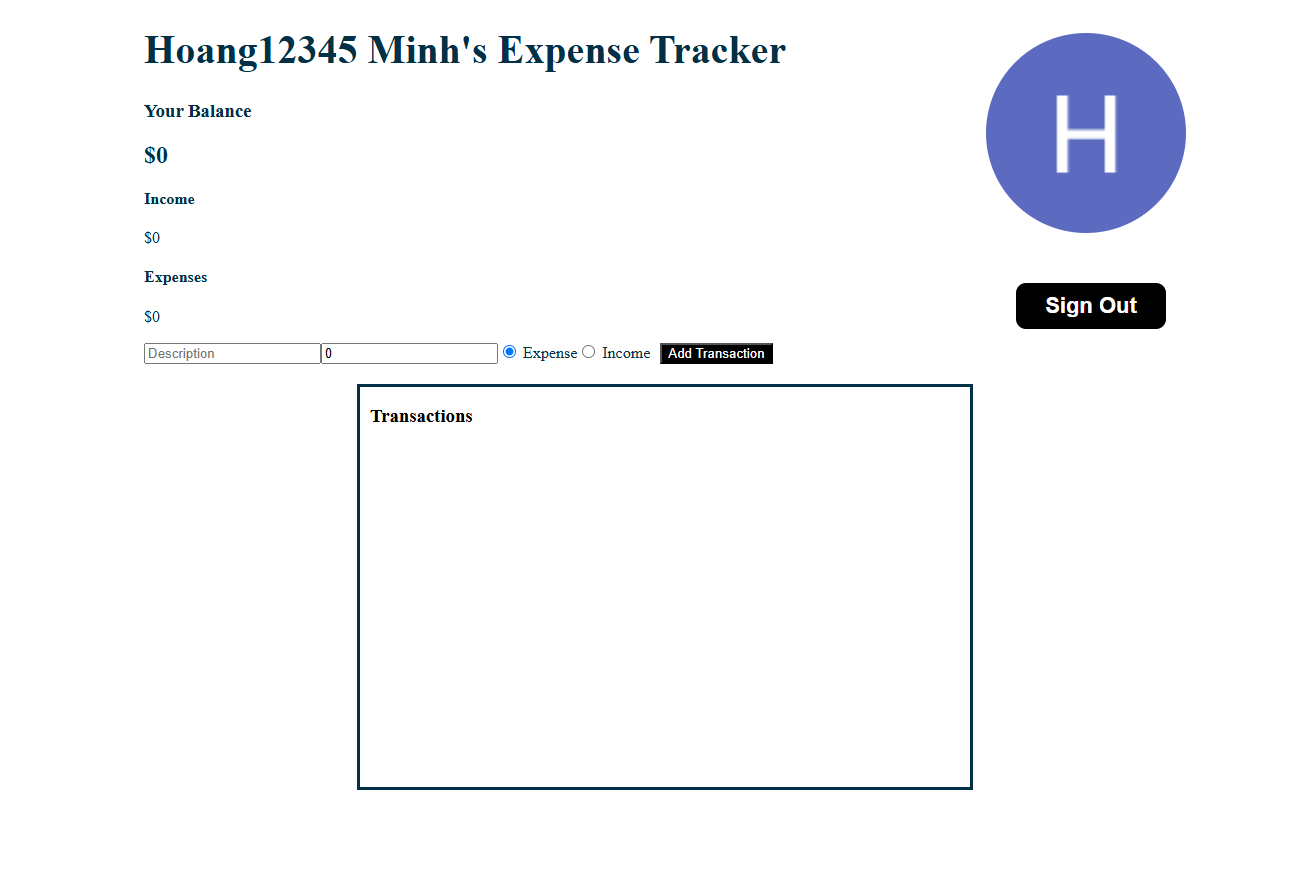 Hoang12345 Minh's Expense Tracker
H
Your Balance
$0
Income
$0
Expenses
$0
Sign Out
Description 0 Expense Income Add Transaction
Transactions